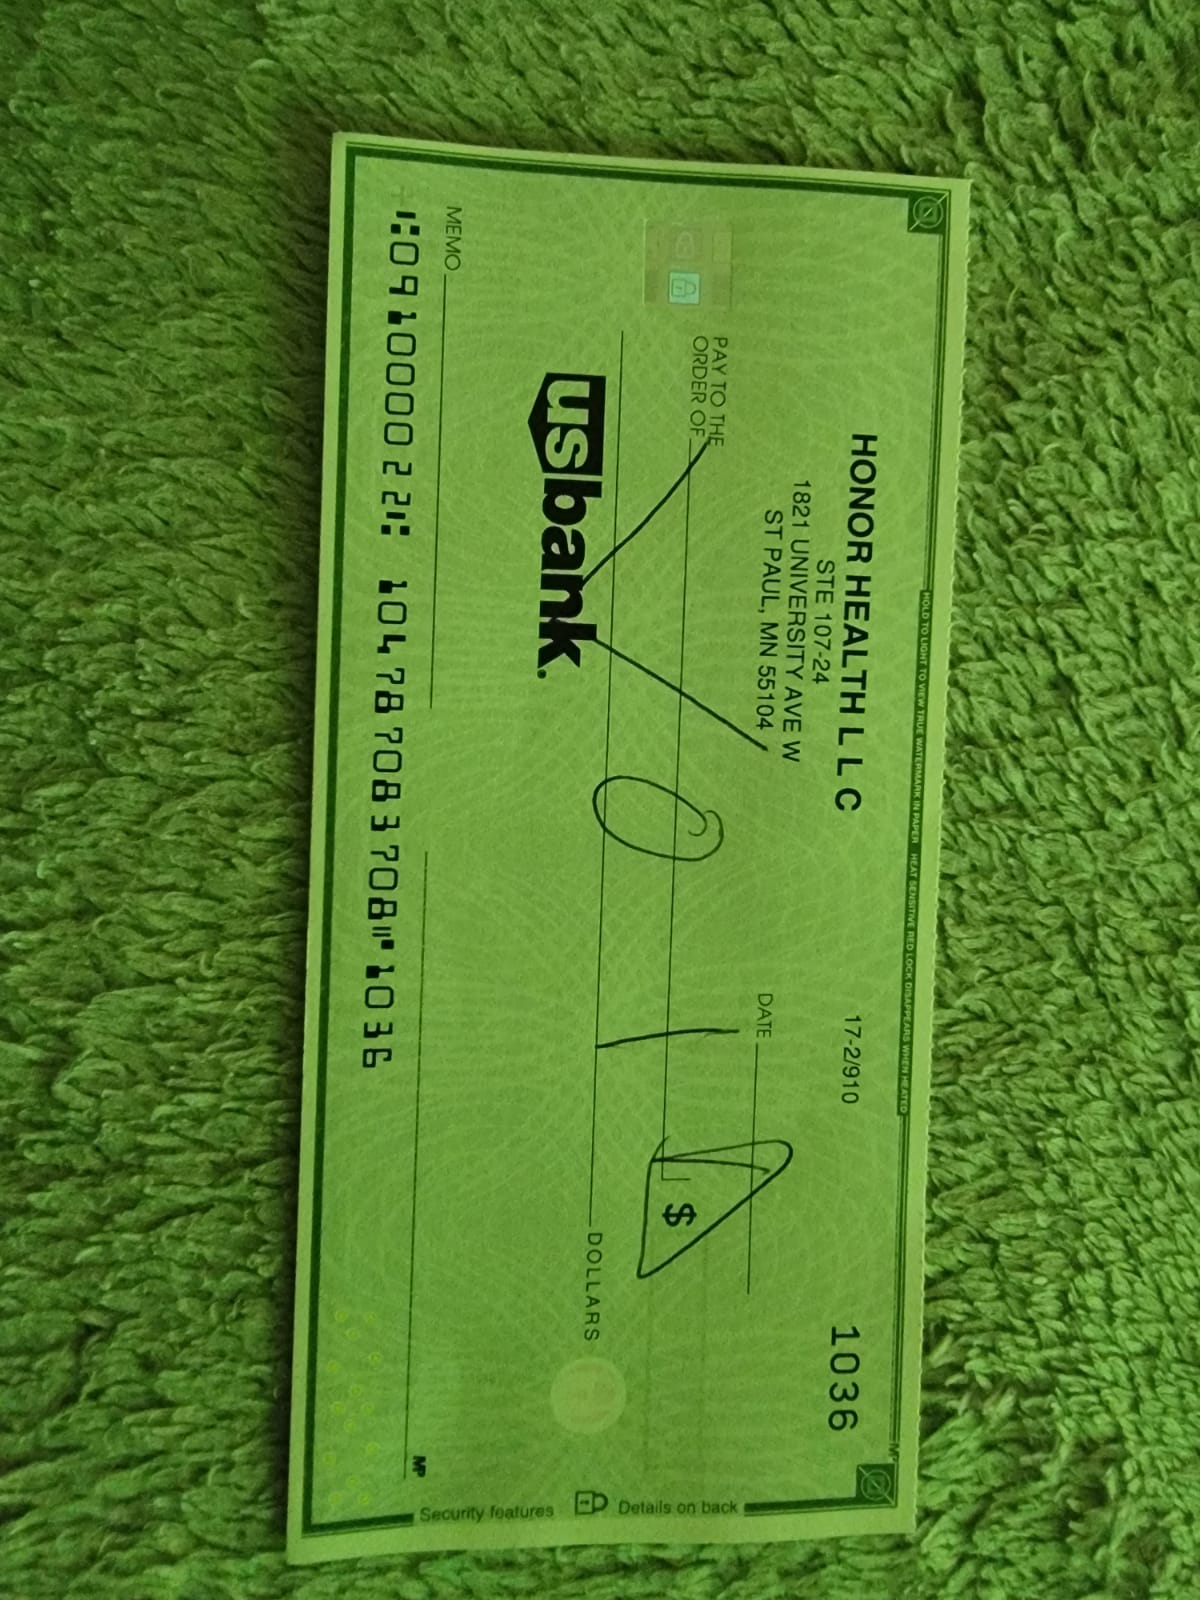 HOLD TO LIGHT TO VIEW TRUE WATERMARK IN PAPER HEAT SENSITIVE RED LOCK DISAPPEARS WHEN HEATED
MP
HONOR HEALTH L L C
STE 107-24
1821 UNIVERSITY AVE W
ST PAUL, MN 55104
17-2/910
1036
DATE
PAY TO THE
ORDER OF
$
VOID
DOLLARS
usbank.
Security features Details on back
MEMO
MP
⑆091000022⑆ 104787083708⑈ 1036